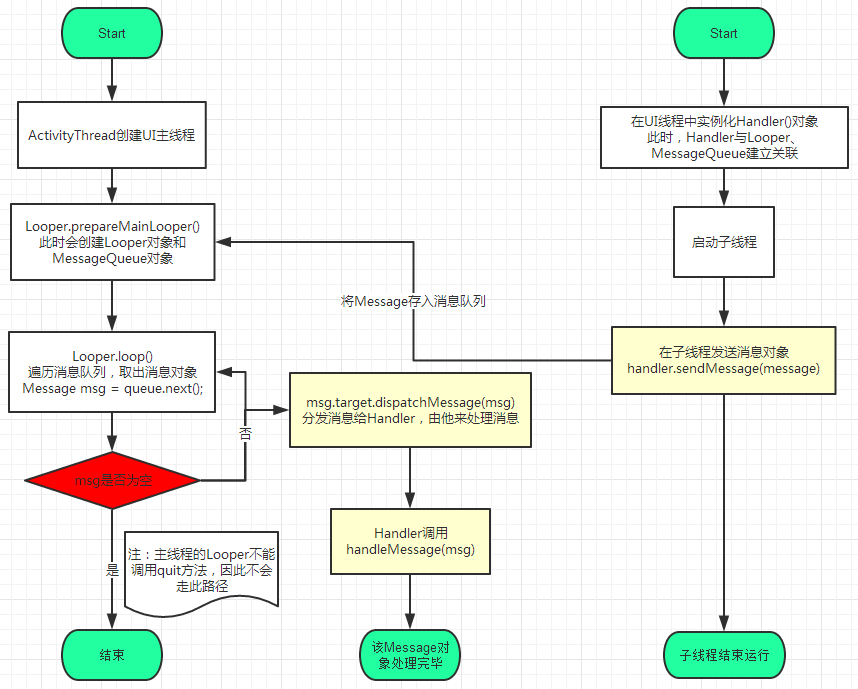 Start
ActivityThread创建UI主线程
Looper.prepareMainLooper()
此时会创建Looper对象和
MessageQueue对象
Looper.loop()
遍历消息队列，取出消息对象
Message msg = queue.next();
msg是否为空
否
是
注：主线程的Looper不能
调用quit方法，因此不会
走此路径
结束
将Message存入消息队列
msg.target.dispatchMessage(msg)
分发消息给Handler，由他来处理消息
Handler调用
handleMessage(msg)
该Message对
象处理完毕
Start
在UI线程中实例化Handler()对象
此时，Handler与Looper、
MessageQueue建立关联
启动子线程
在子线程发送消息对象
handler.sendMessage(message)
子线程结束运行